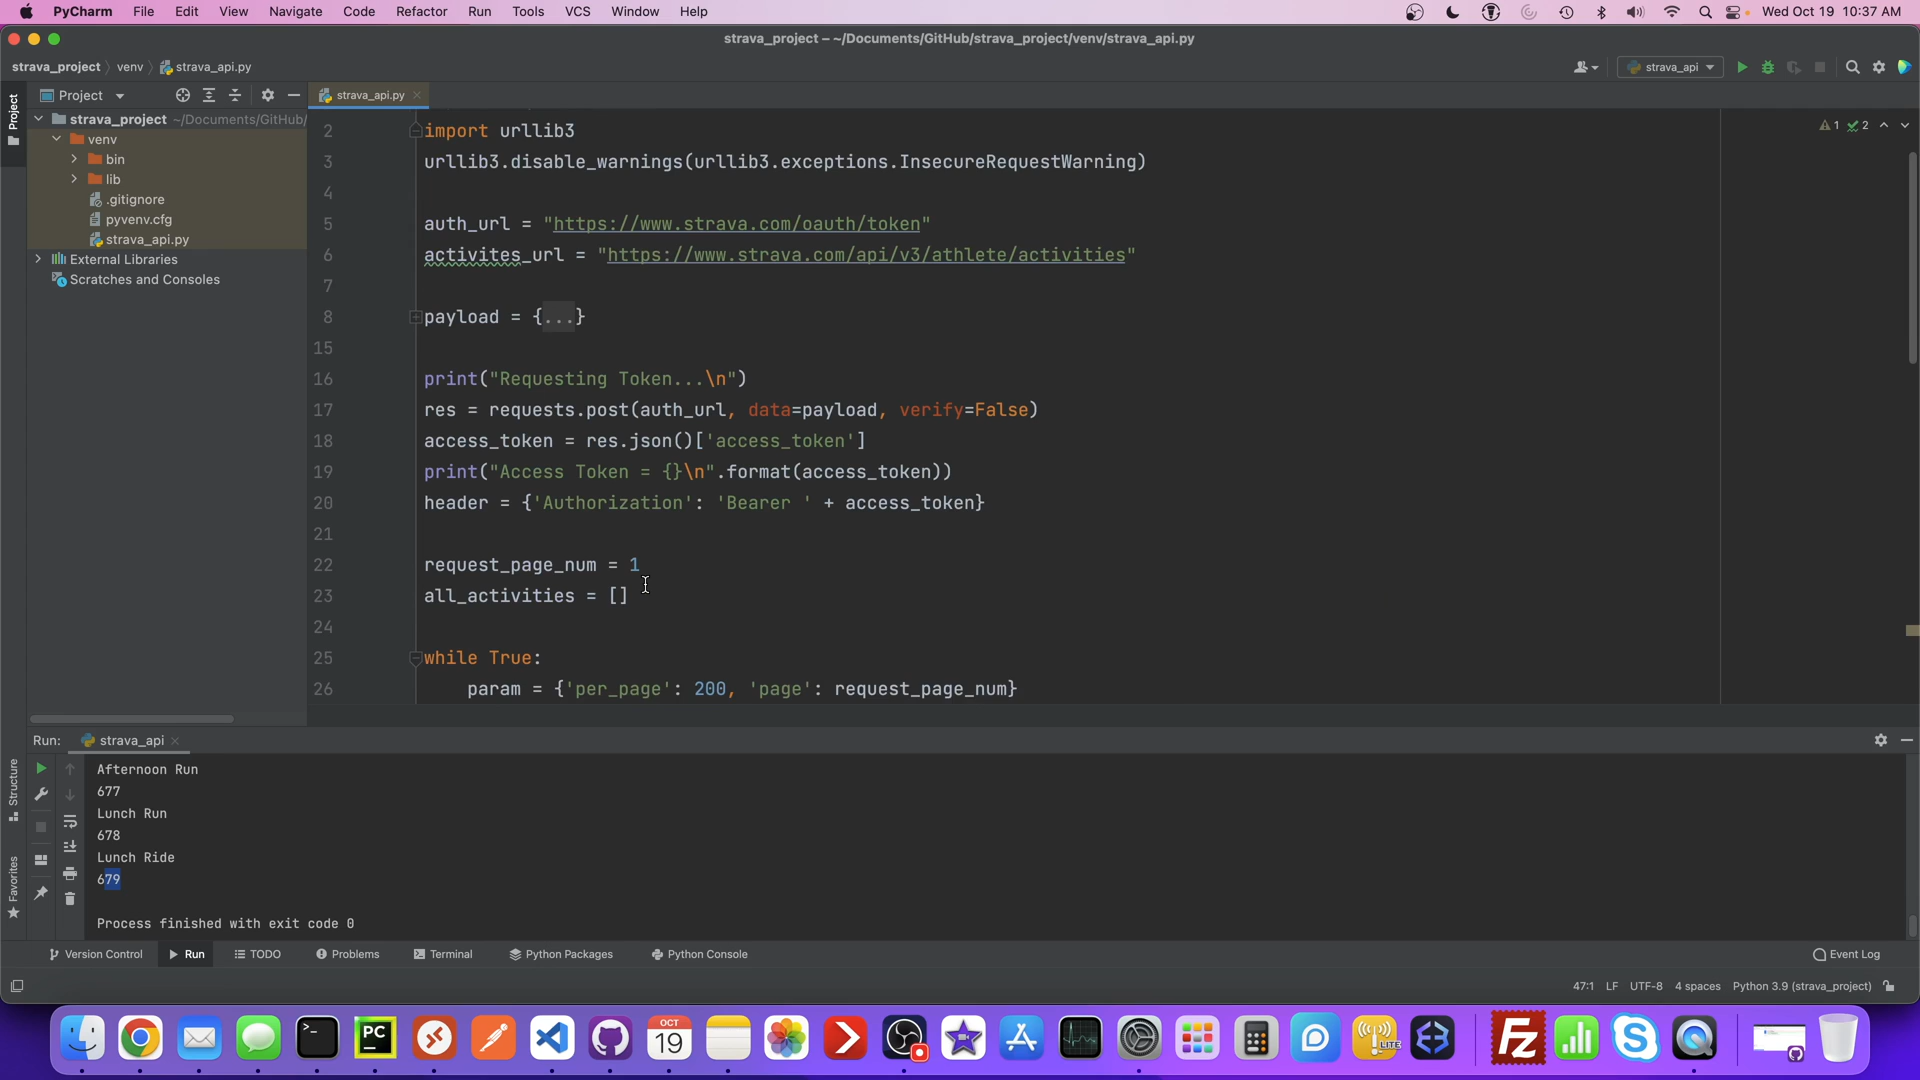 PyCharm File Edit View Navigate Code Refactor Run Tools VCS Window Help Wed Oct 19 10:37 AM
strava_project – ~/Documents/GitHub/strava_project/venv/strava_api.py
strava_project venv strava_api.py strava_api
Project strava_api.py
Project
strava_project ~/Documents/GitHub/
venv
bin
lib
.gitignore
pyvenv.cfg
strava_api.py
External Libraries
Scratches and Consoles
1 2
2 import urllib3
3 urllib3.disable_warnings(urllib3.exceptions.InsecureRequestWarning)
4
5 auth_url = "https://www.strava.com/oauth/token"
6 activites_url = "https://www.strava.com/api/v3/athlete/activities"
7
8 payload = {...}
15
16 print("Requesting Token...\n")
17 res = requests.post(auth_url, data=payload, verify=False)
18 access_token = res.json()['access_token']
19 print("Access Token = {}\n".format(access_token))
20 header = {'Authorization': 'Bearer ' + access_token}
21
22 request_page_num = 1
23 all_activities = []
24
25 while True:
26 param = {'per_page': 200, 'page': request_page_num}
Run: strava_api
Structure
Favorites
Afternoon Run
677
Lunch Run
678
Lunch Ride
679
Process finished with exit code 0
Version Control Run TODO Problems Terminal Python Packages Python Console Event Log
47:1 LF UTF-8 4 spaces Python 3.9 (strava_project)
PC
OCT
19
LITE
Fz